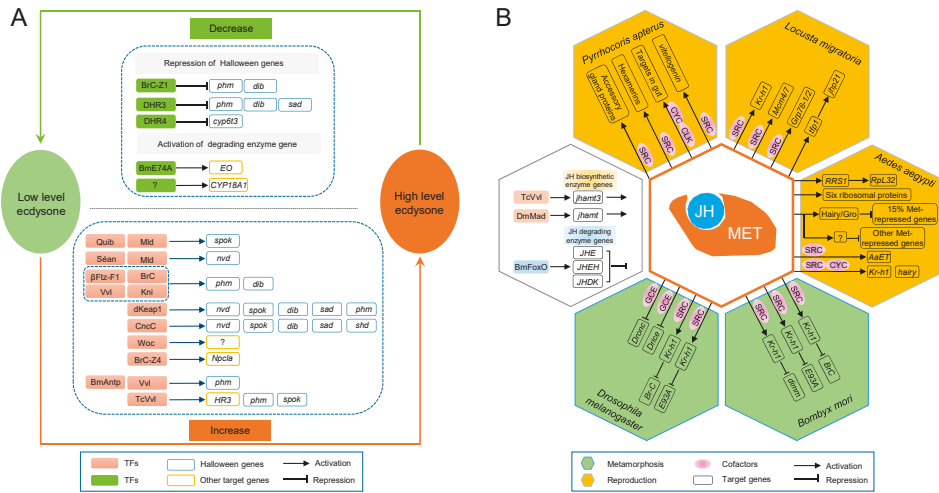 A
Decrease
Repression of Halloween genes
BrC-Z1 phm dib
DHR3 phm dib sad
DHR4 cyp6t3
Activation of degrading enzyme gene
BmE74A EO
? CYP18A1
Low level
ecdysone
High level
ecdysone
Quib Mld spok
Séan Mld nvd
βFtz-F1 BrC
phm dib
Vvl Kni
dKeap1 nvd spok dib sad phm
CncC nvd spok dib sad shd
Woc ?
BrC-Z4 Npcla
BmAntp Vvl phm
TcVvl HR3 phm spok
Increase
TFs Halloween genes Activation
TFs Other target genes Repression
B
Pyrrhocoris apterus
Accessory
gland proteins
Hexamerins
Targets in gut
vitellogenin
SRC
SRC
CYC
CLK
SRC
Locusta migratoria
Kr-h1
Mcm4/7
Grp78-1/2
tfp1
jhp21
SRC
SRC
SRC
Aedes aegypti
RRS1 RpL32
Six ribosomal proteins
Hairy/Gro 15% Met-
repressed genes
? Other Met-
repressed genes
SRC
AaET
SRC CYC
Kr-h1 hairy
JH biosynthetic
enzyme genes
TcVvl jhamt3
DmMad jhamt
JH degrading
enzyme genes
JHE
BmFoxO JHEH
JHDK
JH
MET
GCE
GCE
SRC
SRC
Dronc
Drice
Kr-h1
Kr-h1
Br-C
E93A
Drosophila
melanogaster
SRC
SRC
SRC
Kr-h1
Kr-h1
Kr-h1
dimm
E93A
BrC
Bombyx mori
Metamorphosis Cofactors Activation
Reproduction Target genes Repression